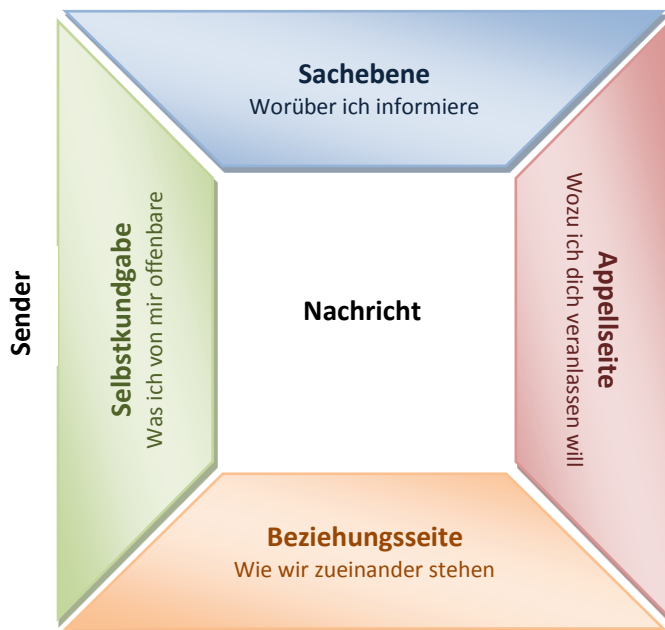 Sachebene
Worüber ich informiere
Sender
Selbstkundgabe
Was ich von mir offenbare
Nachricht
Appellseite
Wozu ich dich veranlassen will
Beziehungsseite
Wie wir zueinander stehen